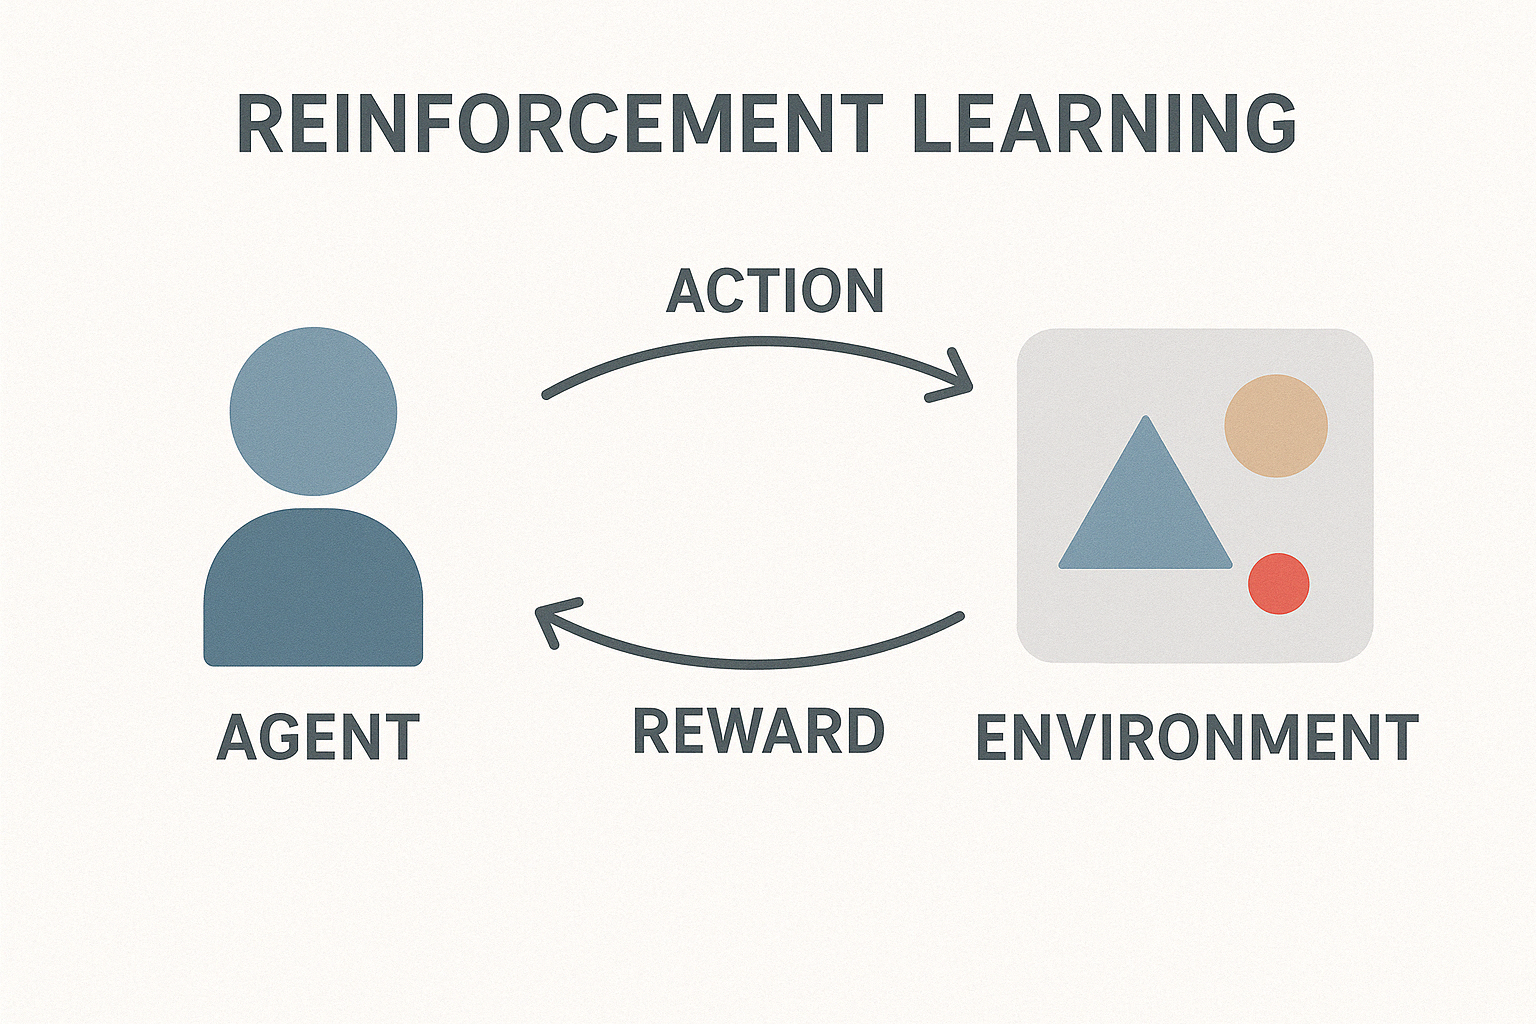 REINFORCEMENT LEARNING
ACTION
AGENT
REWARD
ENVIRONMENT